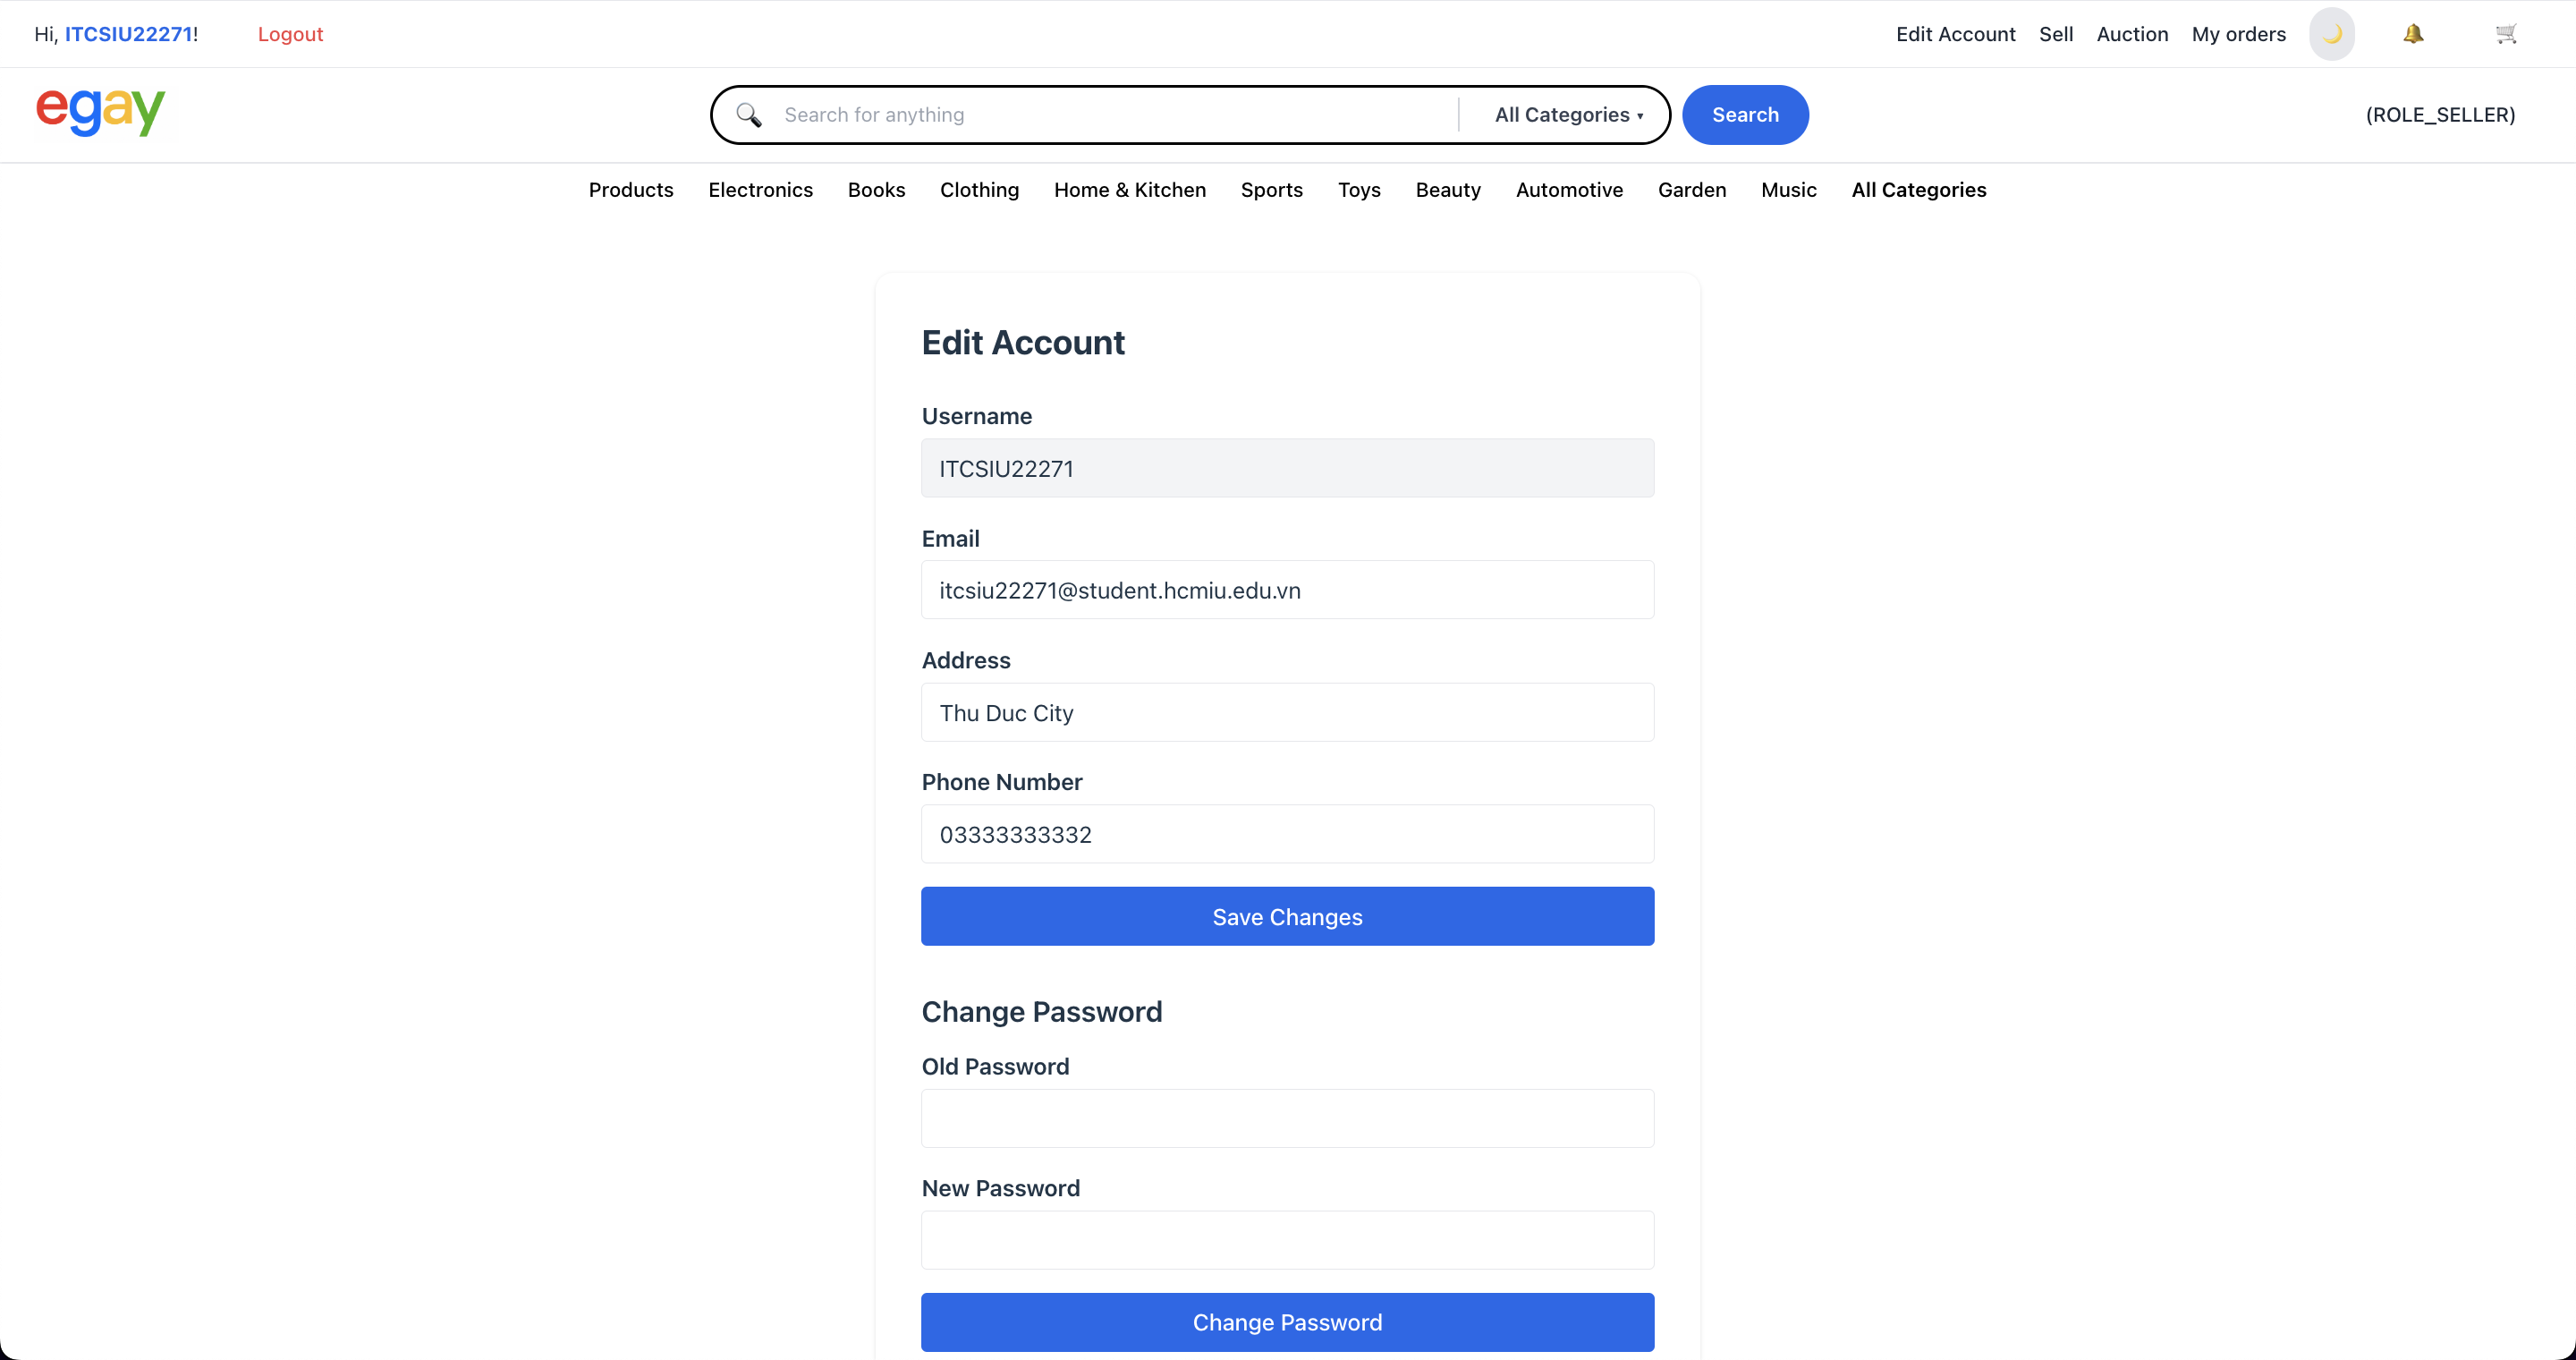 Hi, ITCSIU22271! Logout Edit Account Sell Auction My orders
egay Search for anything All Categories ▾ Search (ROLE_SELLER)
Products Electronics Books Clothing Home & Kitchen Sports Toys Beauty Automotive Garden Music All Categories
Edit Account
Username
ITCSIU22271
Email
itcsiu22271@student.hcmiu.edu.vn
Address
Thu Duc City
Phone Number
03333333332
Save Changes
Change Password
Old Password
New Password
Change Password